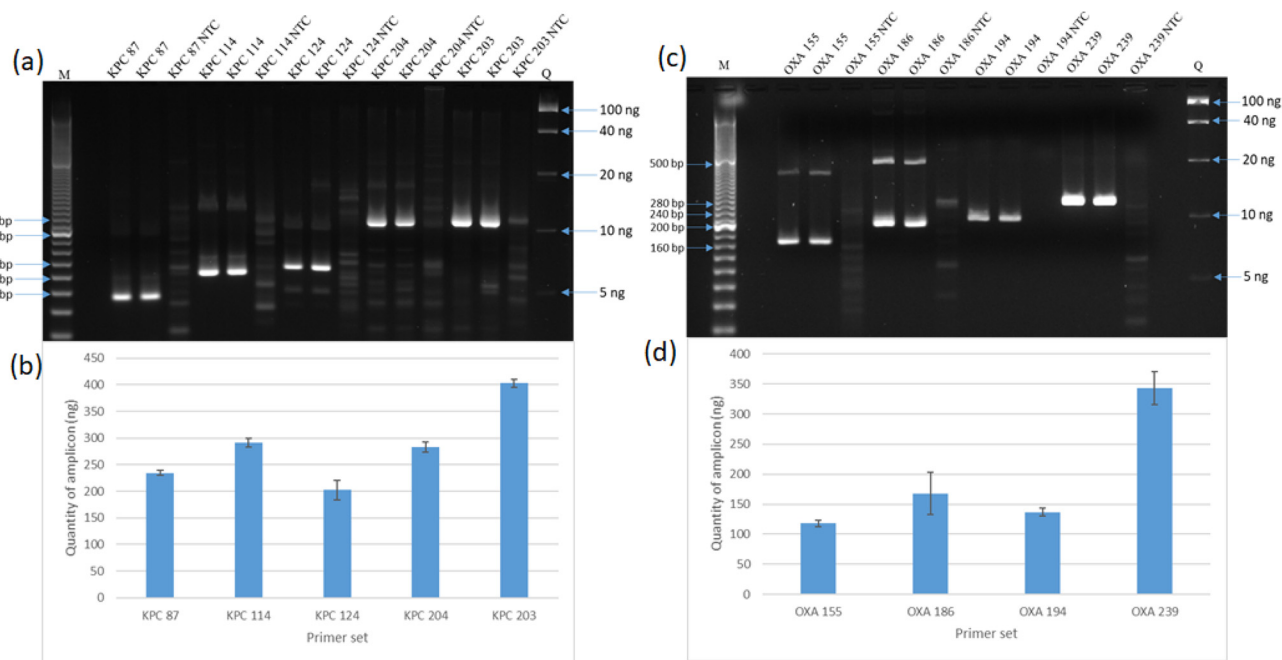 (a)
M
KPC 87
KPC 87
KPC 87 NTC
KPC 114
KPC 114
KPC 114 NTC
KPC 124
KPC 124
KPC 124 NTC
KPC 204
KPC 204
KPC 204 NTC
KPC 203
KPC 203
KPC 203 NTC
Q
100 ng
40 ng
20 ng
10 ng
5 ng
bp
bp
bp
bp
bp
(b)
Quantity of amplicon (ng)
450
400
350
300
250
200
150
100
50
0
KPC 87 KPC 114 KPC 124 KPC 204 KPC 203
Primer set
(c)
M
OXA 155
OXA 155
OXA 155 NTC
OXA 186
OXA 186
OXA 186 NTC
OXA 194
OXA 194
OXA 194 NTC
OXA 239
OXA 239
OXA 239 NTC
Q
500 bp
280 bp
240 bp
200 bp
160 bp
100 ng
40 ng
20 ng
10 ng
5 ng
(d)
Quantity of amplicon (ng)
400
350
300
250
200
150
100
50
0
OXA 155 OXA 186 OXA 194 OXA 239
Primer set